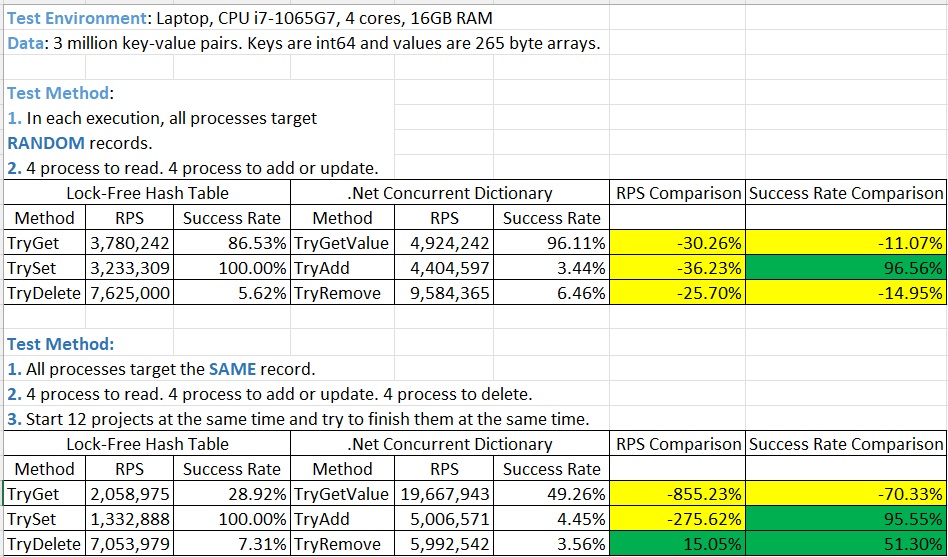 Test Environment: Laptop, CPU i7-1065G7, 4 cores, 16GB RAM
Data: 3 million key-value pairs. Keys are int64 and values are 265 byte arrays.
Test Method:
1. In each execution, all processes target
RANDOM records.
2. 4 process to read. 4 process to add or update.
Lock-Free Hash Table .Net Concurrent Dictionary RPS Comparison Success Rate Comparison
Method RPS Success Rate Method RPS Success Rate
TryGet 3,780,242 86.53% TryGetValue 4,924,242 96.11% -30.26% -11.07%
TrySet 3,233,309 100.00% TryAdd 4,404,597 3.44% -36.23% 96.56%
TryDelete 7,625,000 5.62% TryRemove 9,584,365 6.46% -25.70% -14.95%
Test Method:
1. All processes target the SAME record.
2. 4 process to read. 4 process to add or update. 4 process to delete.
3. Start 12 projects at the same time and try to finish them at the same time.
Lock-Free Hash Table .Net Concurrent Dictionary RPS Comparison Success Rate Comparison
Method RPS Success Rate Method RPS Success Rate
TryGet 2,058,975 28.92% TryGetValue 19,667,943 49.26% -855.23% -70.33%
TrySet 1,332,888 100.00% TryAdd 5,006,571 4.45% -275.62% 95.55%
TryDelete 7,053,979 7.31% TryRemove 5,992,542 3.56% 15.05% 51.30%